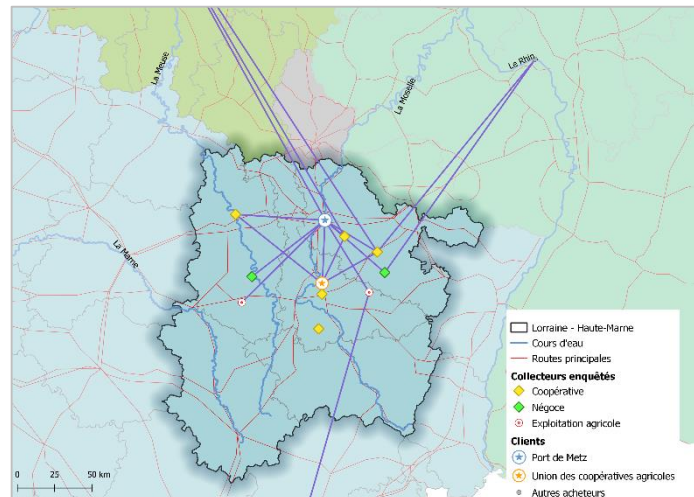 La Meuse
La Moselle
Le Rhin
La Marne
Lorraine - Haute-Marne
Cours d'eau
Routes principales
Collecteurs enquêtés
Coopérative
Négoce
Exploitation agricole
Clients
Port de Metz
Union des coopératives agricoles
Autres acheteurs
0 25 50 km